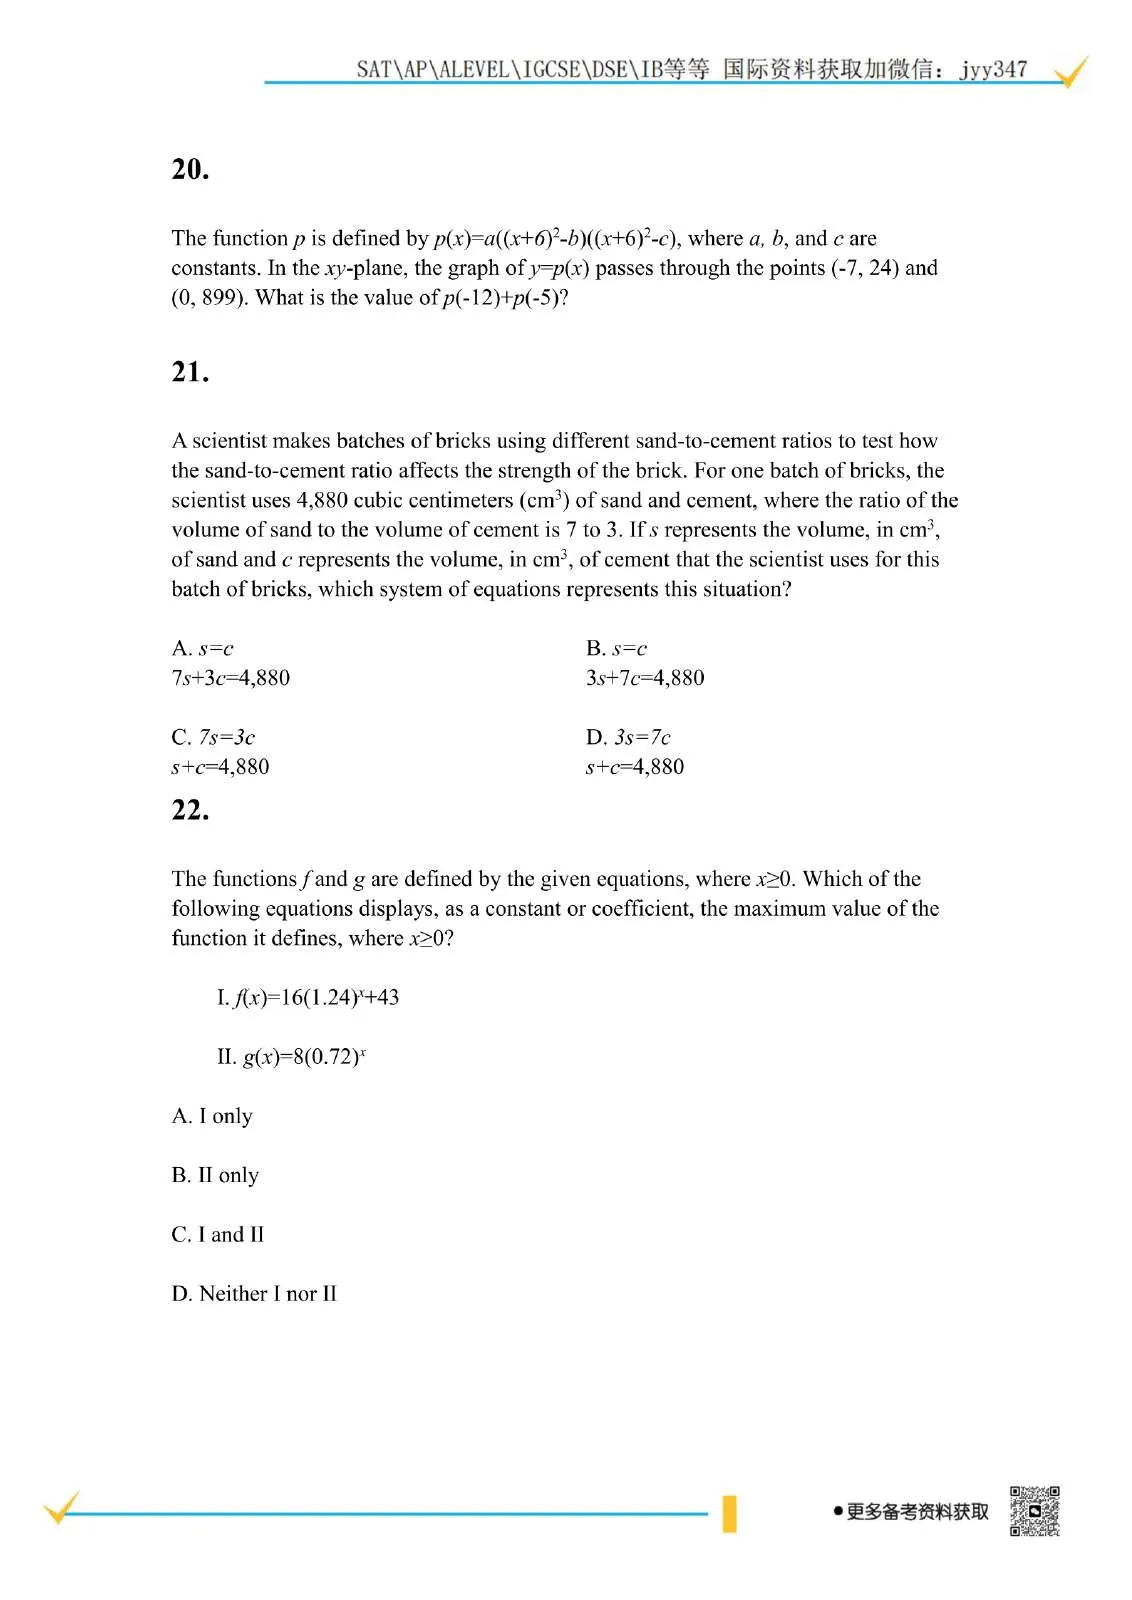 SAT\AP\ALEVEL\IGCSE\DSE\IB等等 国际资料获取加微信：jyy347
20.
The function p is defined by p(x)=a((x+6)²-b)((x+6)²-c), where a, b, and c are
constants. In the xy-plane, the graph of y=p(x) passes through the points (-7, 24) and
(0, 899). What is the value of p(-12)+p(-5)?
21.
A scientist makes batches of bricks using different sand-to-cement ratios to test how
the sand-to-cement ratio affects the strength of the brick. For one batch of bricks, the
scientist uses 4,880 cubic centimeters (cm³) of sand and cement, where the ratio of the
volume of sand to the volume of cement is 7 to 3. If s represents the volume, in cm³,
of sand and c represents the volume, in cm³, of cement that the scientist uses for this
batch of bricks, which system of equations represents this situation?
A. s=c
7s+3c=4,880
B. s=c
3s+7c=4,880
C. 7s=3c
s+c=4,880
D. 3s=7c
s+c=4,880
22.
The functions f and g are defined by the given equations, where x≥0. Which of the
following equations displays, as a constant or coefficient, the maximum value of the
function it defines, where x≥0?
I. f(x)=16(1.24)ˣ+43
II. g(x)=8(0.72)ˣ
A. I only
B. II only
C. I and II
D. Neither I nor II
●更多备考资料获取